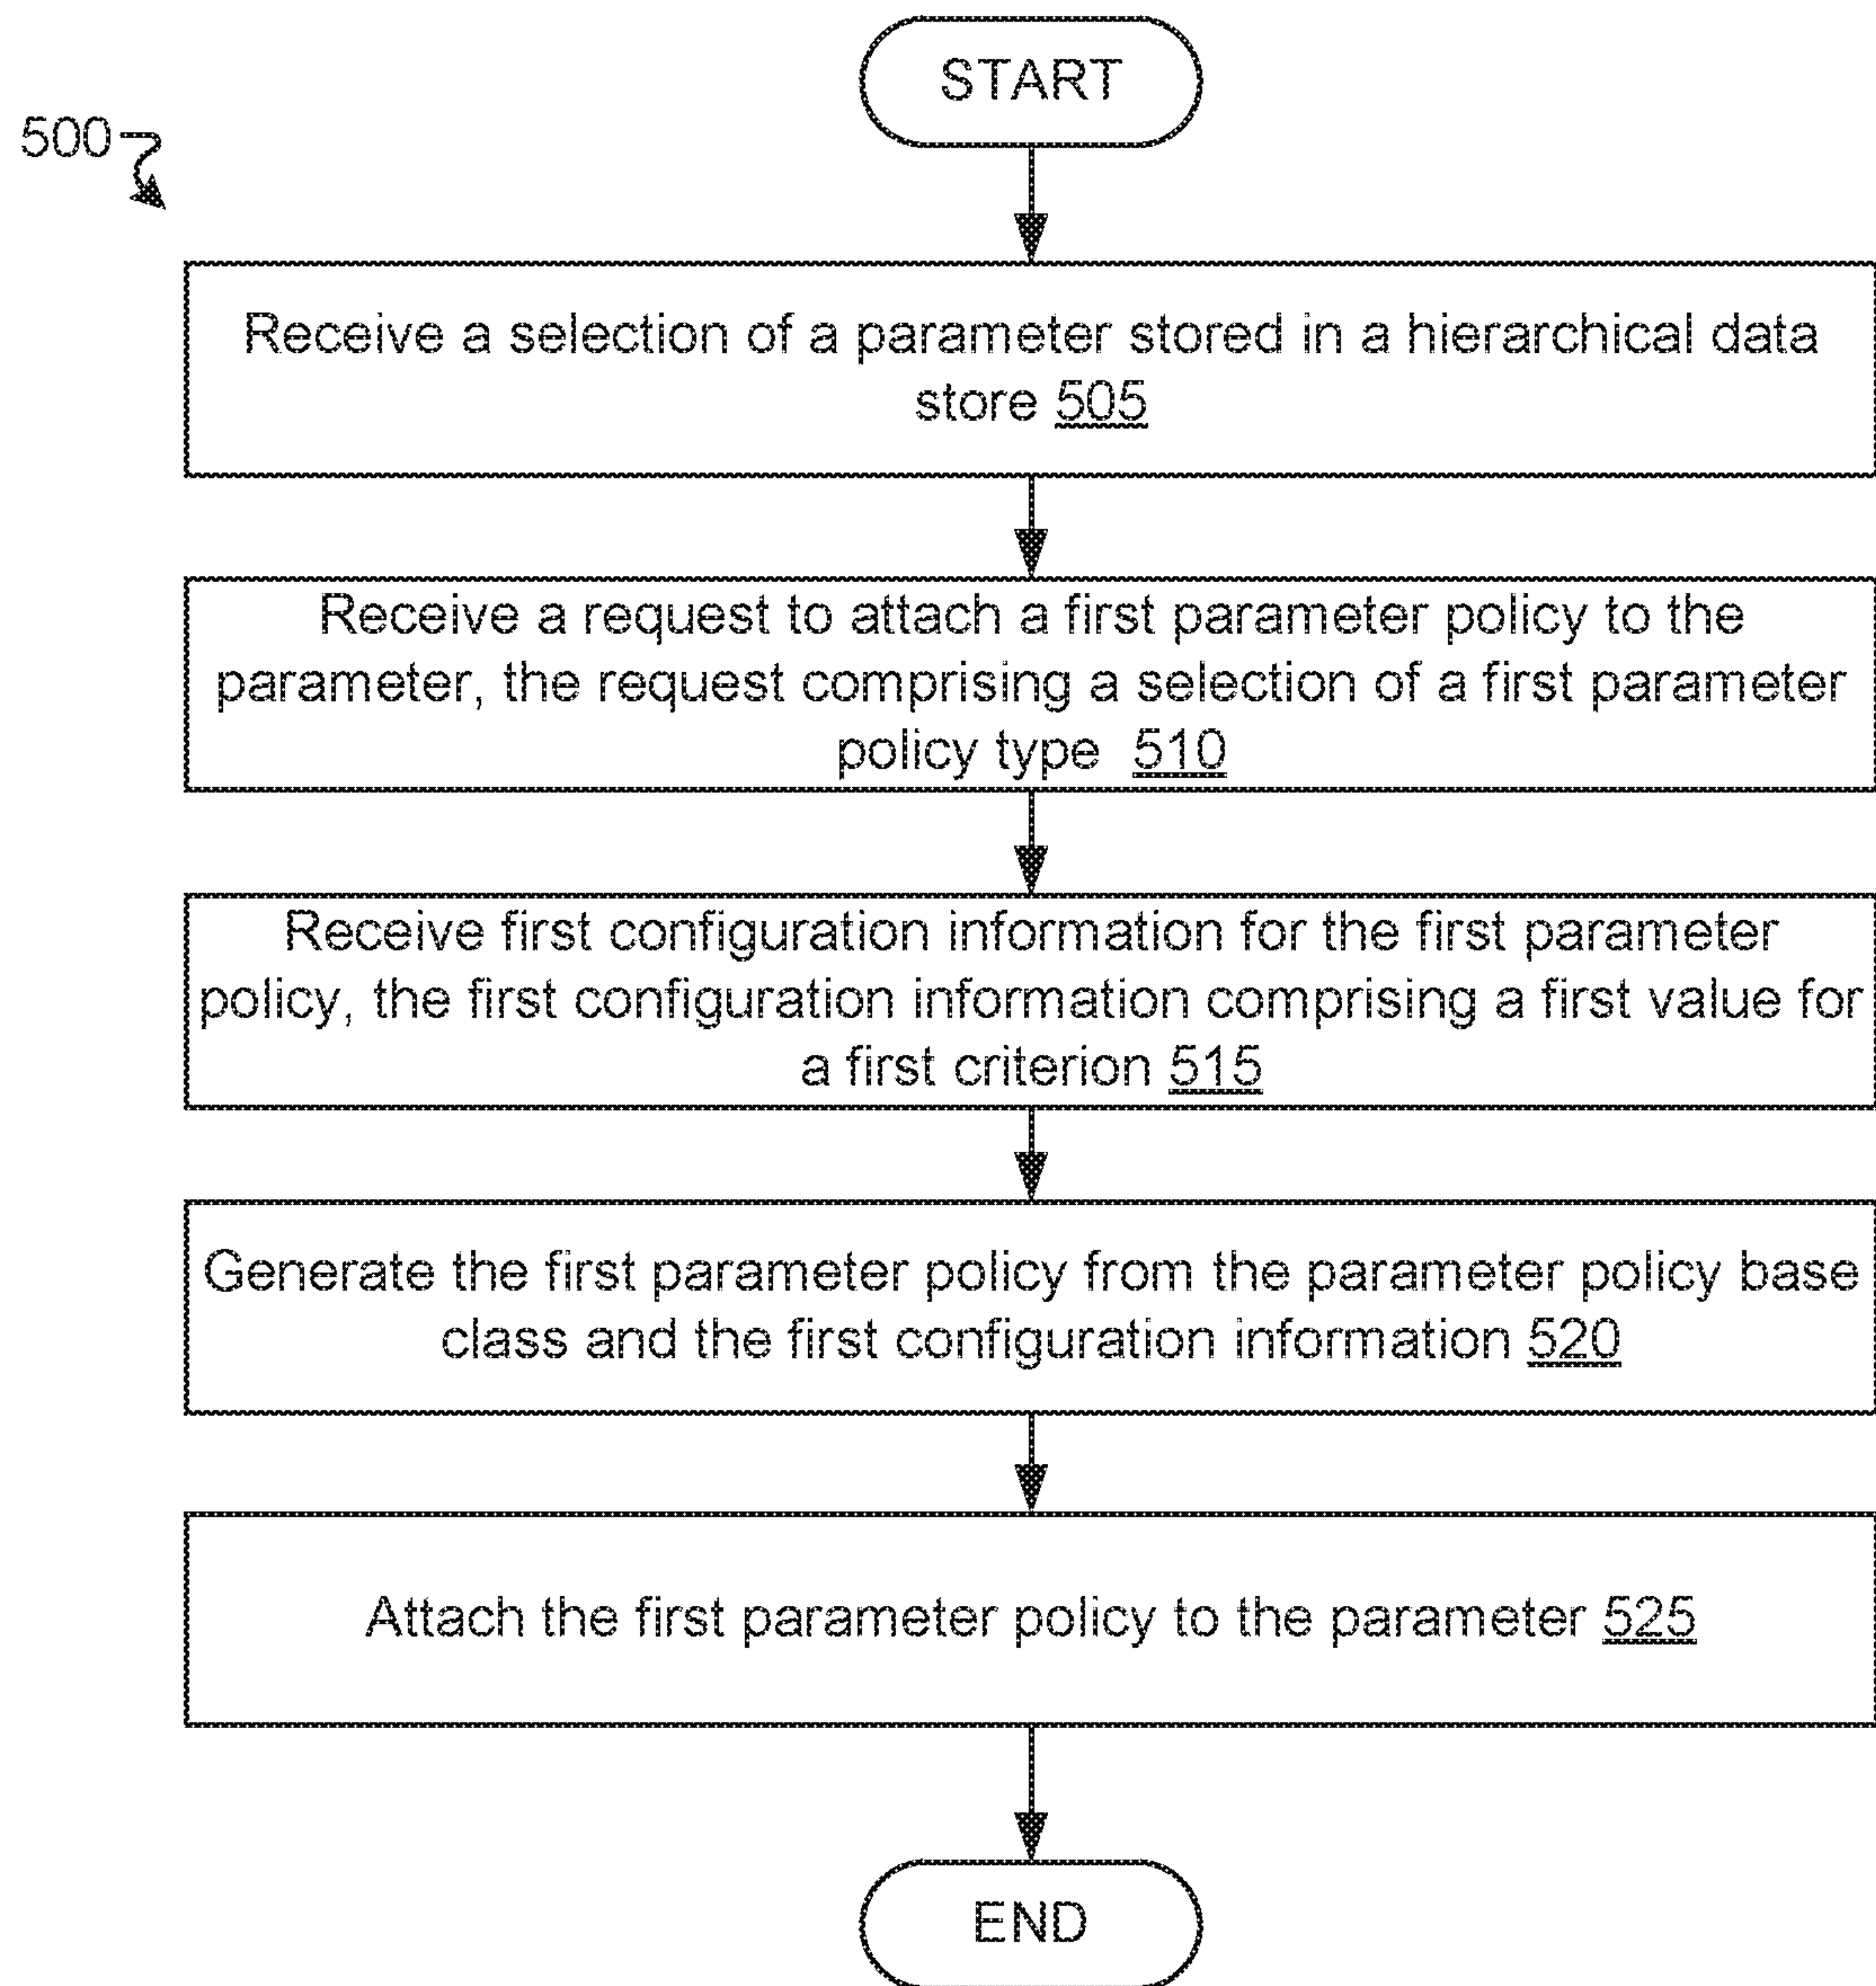 START
500
Receive a selection of a parameter stored in a hierarchical data
store 505
Receive a request to attach a first parameter policy to the
parameter, the request comprising a selection of a first parameter
policy type 510
Receive first configuration information for the first parameter
policy, the first configuration information comprising a first value for
a first criterion 515
Generate the first parameter policy from the parameter policy base
class and the first configuration information 520
Attach the first parameter policy to the parameter 525
END